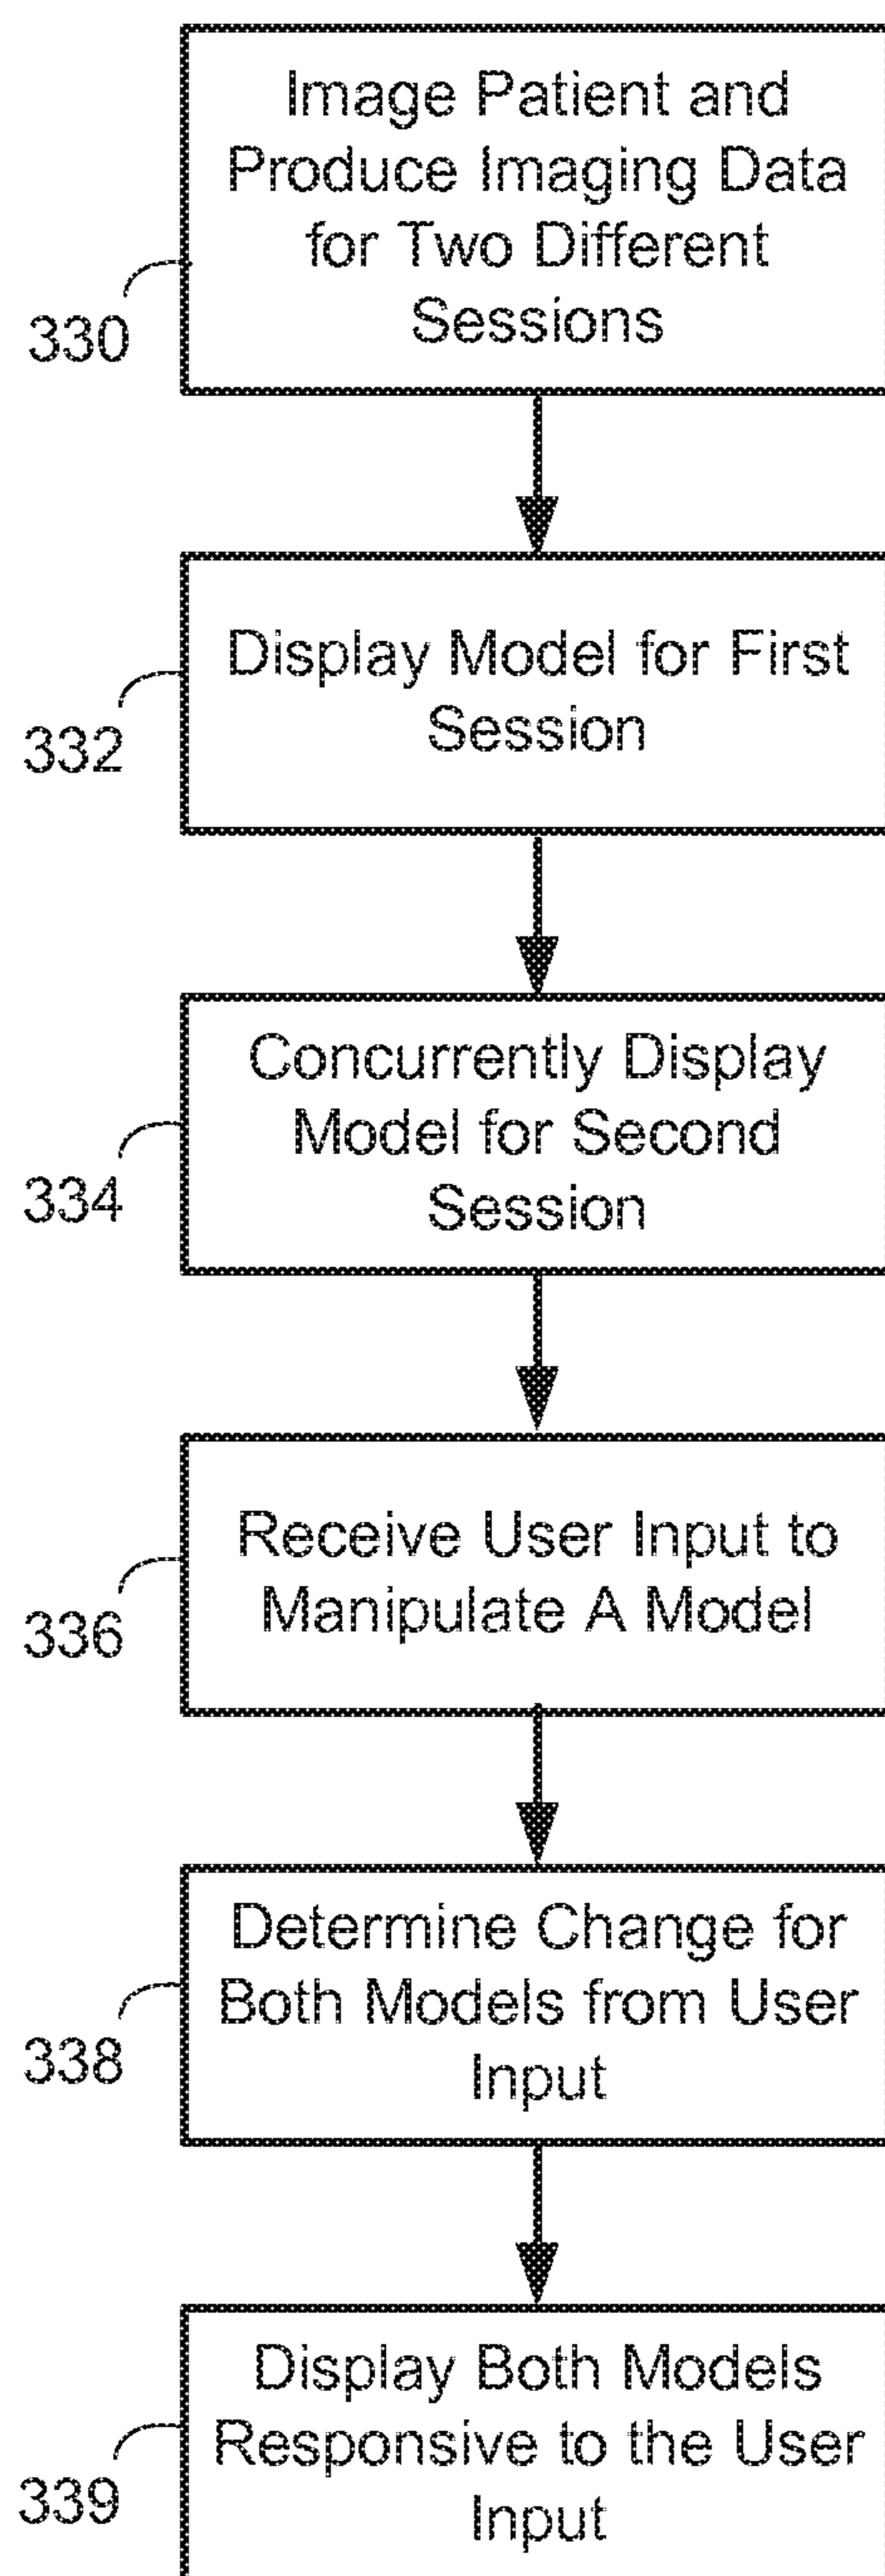 Image Patient and
Produce Imaging Data
for Two Different
Sessions
330
Display Model for First
Session
332
Concurrently Display
Model for Second
Session
334
Receive User Input to
Manipulate A Model
336
Determine Change for
Both Models from User
Input
338
Display Both Models
Responsive to the User
Input
339